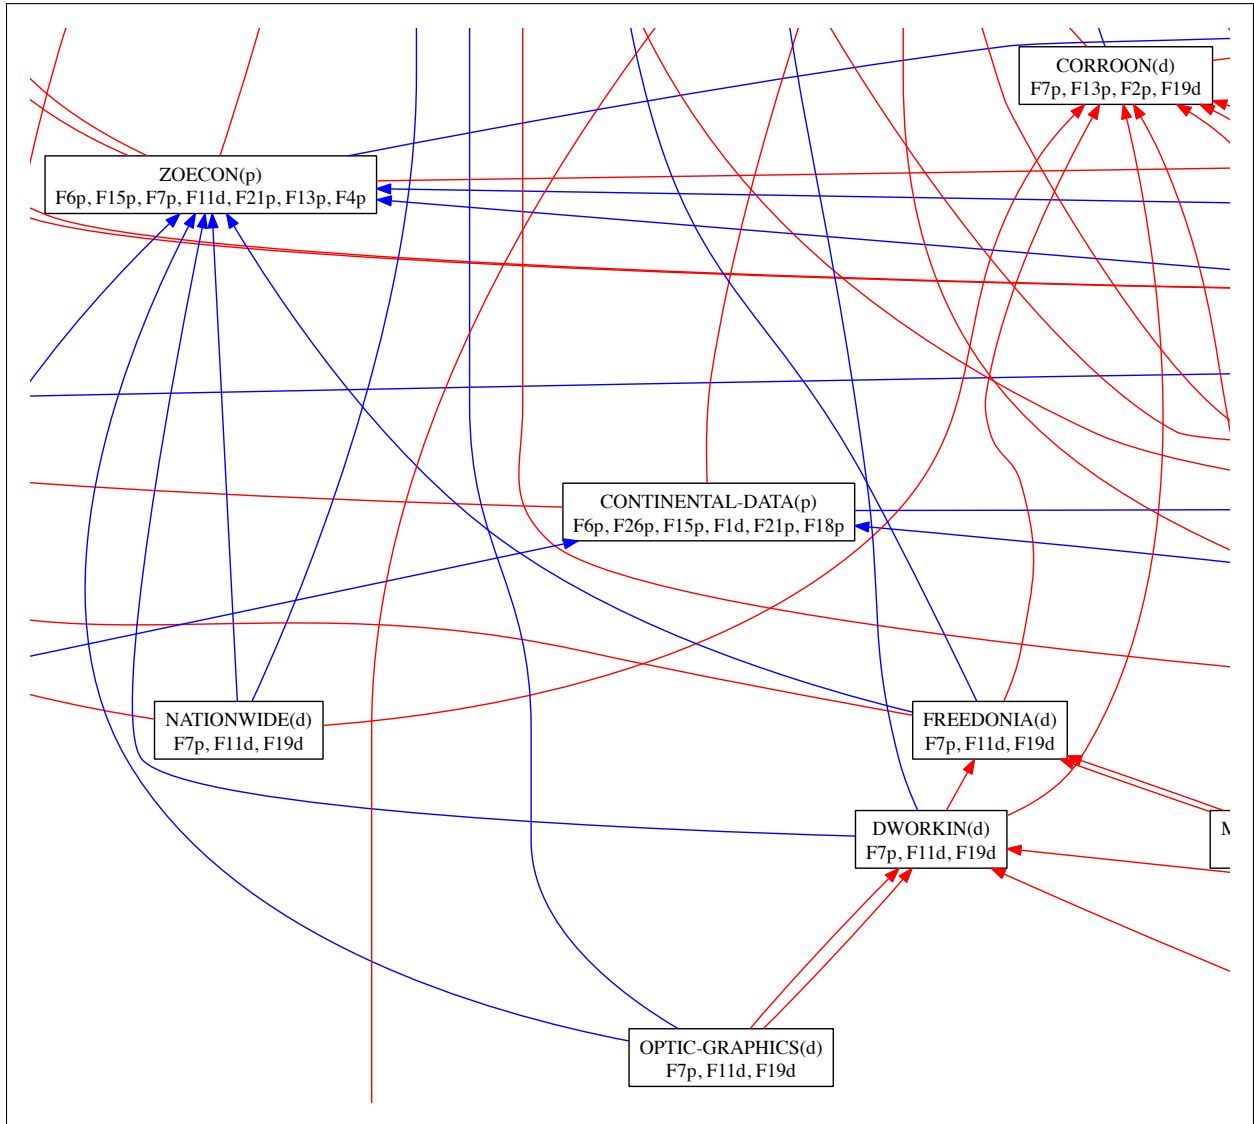 CORROON(d)
F7p, F13p, F2p, F19d
ZOECON(p)
F6p, F15p, F7p, F11d, F21p, F13p, F4p
CONTINENTAL-DATA(p)
F6p, F26p, F15p, F1d, F21p, F18p
NATIONWIDE(d)
F7p, F11d, F19d
FREEDONIA(d)
F7p, F11d, F19d
DWORKIN(d)
F7p, F11d, F19d
OPTIC-GRAPHICS(d)
F7p, F11d, F19d